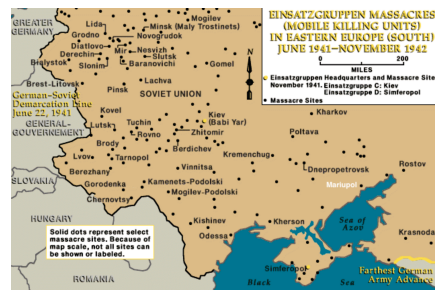 EINSATZGRUPPEN MASSACRES
(MOBILE KILLING UNITS)
IN EASTERN EUROPE (SOUTH)
JUNE 1941–NOVEMBER 1942
0 200
MILES
Einsatzgruppen Headquarters and Massacre Site
November 1941. Einsatzgruppe C: Kiev
Einsatzgruppe D: Simferopol
Massacre Sites
GREATER
GERMANY
Mogilev
Lida
Minsk (Maly Trostinets)
Grodno
Novogrudok
Diatlovo
Mir
Nesvizh
Derechin
Slutsk
Bialystok
Slonim
Baranovichi
Gomel
N
Lachva
Brest-Litovsk
Pinsk
German–Soviet
Demarcation Line
June 22, 1941
SOVIET UNION
Kovel
Kiev
(Babi Yar)
Kharkov
GENERAL-
GOUVERNEMENT
Lutsk
Tuchin
Rovno
Zhitomir
Poltava
Brody
Berdichev
Lvov
Tarnopol
Kremenchug
Vinnitsa
Dnepropetrovsk
Rostov
Berezhany
SLOVAKIA
Gorodenka
Kamenets-Podolski
Mariupol
Chernovtsy
Mogilev-Podolski
HUNGARY
Kishinev
Kherson
Sea of
Azov
Krasnoda
Solid dots represent select
massacre sites. Because of
map scale, not all sites can
be shown or labeled.
Odessa
ROMANIA
Simferopol
Farthest German
Army Advance
Black Sea